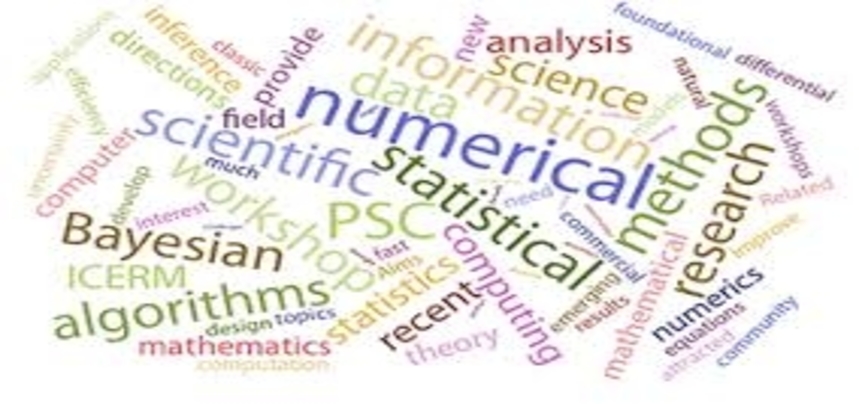 applications
inference
classic
provide
information
new
analysis
foundational
differential
directions
efficiency
field
data
science
natural
models
methods
workshops
numerical
scientific
much
uncertainty
computer
develop
interest
workshop
statistical
need
commercial
research
Related
improve
Bayesian
PSC
fast
Aims
computing
ICERM
algorithms
design
topics
statistics
recent
emerging
results
mathematical
numerics
equations
attracted
community
mathematics
computation
theory